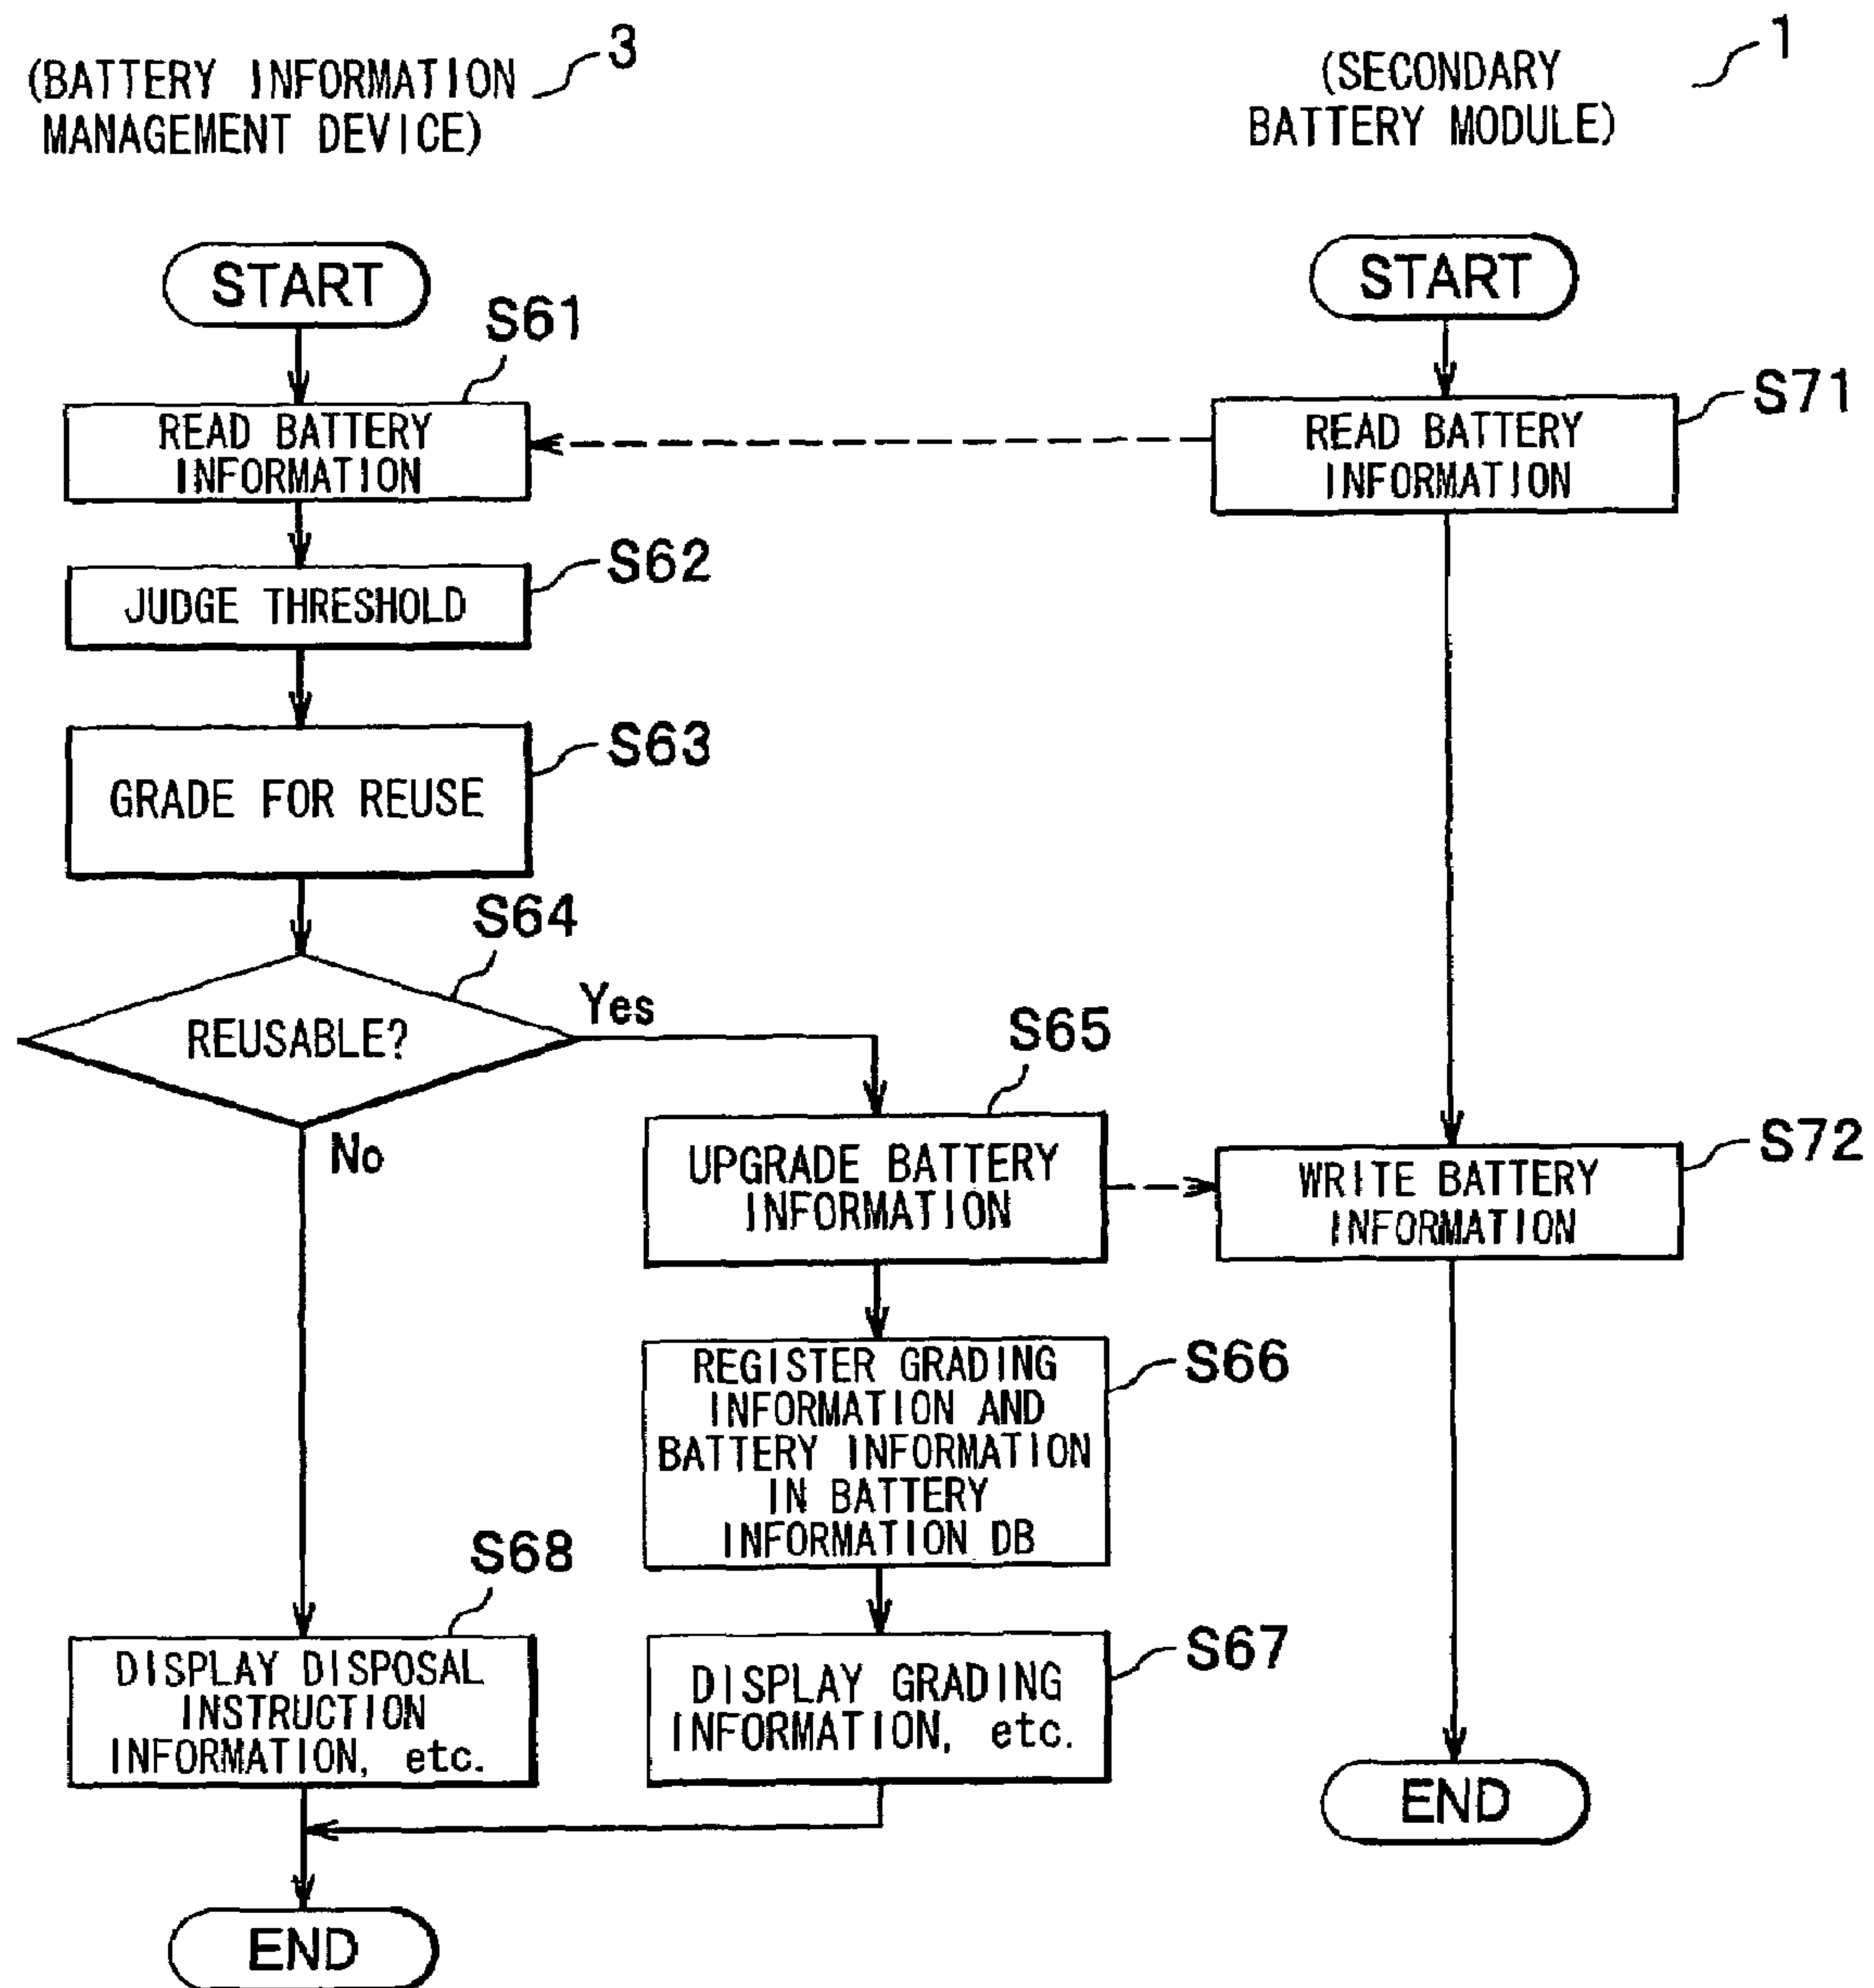 (BATTERY INFORMATION
MANAGEMENT DEVICE)
3
(SECONDARY
BATTERY MODULE)
1
START
START
S61
READ BATTERY
INFORMATION
S71
READ BATTERY
INFORMATION
S62
JUDGE THRESHOLD
S63
GRADE FOR REUSE
S64
REUSABLE?
Yes
No
S65
UPGRADE BATTERY
INFORMATION
S72
WRITE BATTERY
INFORMATION
S66
REGISTER GRADING
INFORMATION AND
BATTERY INFORMATION
IN BATTERY
INFORMATION DB
S68
DISPLAY DISPOSAL
INSTRUCTION
INFORMATION, etc.
S67
DISPLAY GRADING
INFORMATION, etc.
END
END